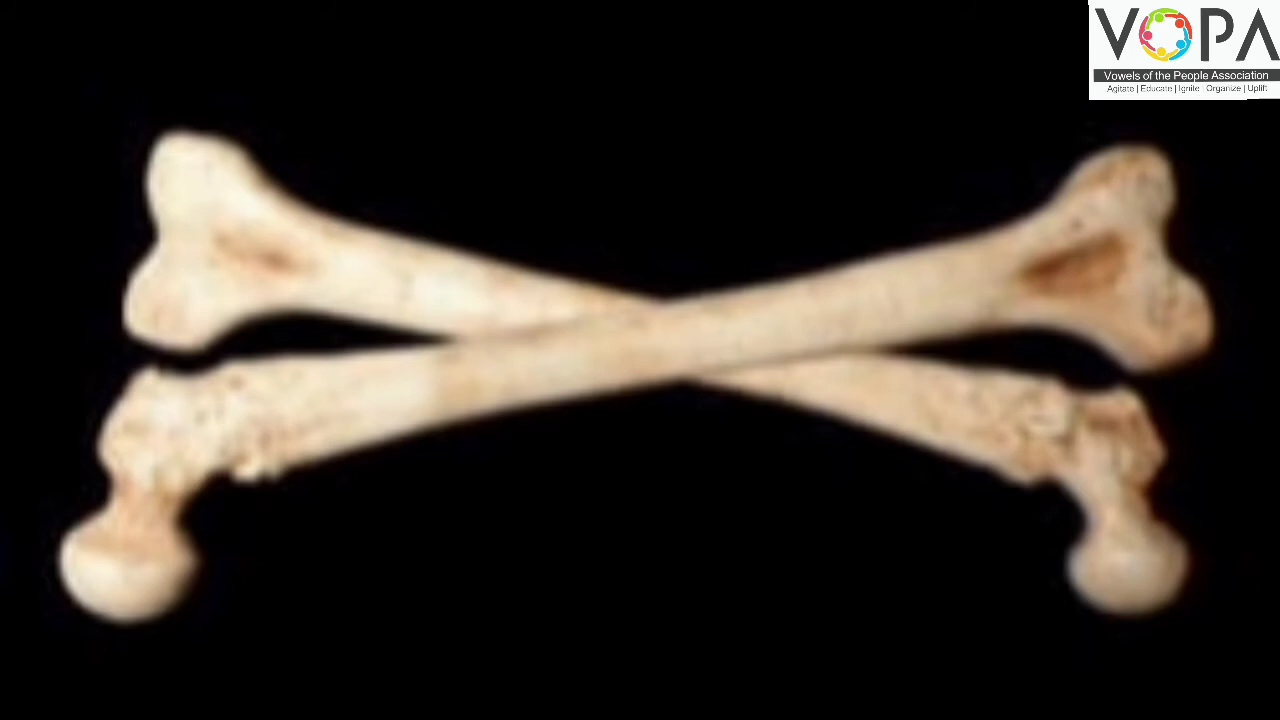 VOPA
Vowels of the People Association
Agitate | Educate | Ignite | Organize | Uplift